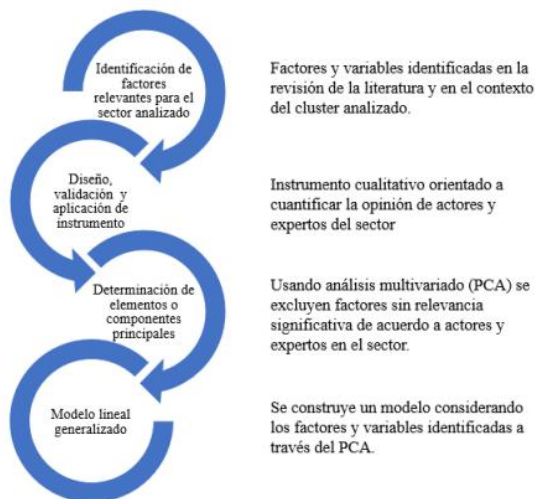 Identificación de
factores
relevantes para el
sector analizado
Factores y variables identificadas en la
revisión de la literatura y en el contexto
del cluster analizado.
Diseño,
validación y
aplicación de
instrumento
Instrumento cualitativo orientado a
cuantificar la opinión de actores y
expertos del sector
Determinación de
elementos o
componentes
principales
Usando análisis multivariado (PCA) se
excluyen factores sin relevancia
significativa de acuerdo a actores y
expertos en el sector.
Modelo lineal
generalizado
Se construye un modelo considerando
los factores y variables identificadas a
través del PCA.